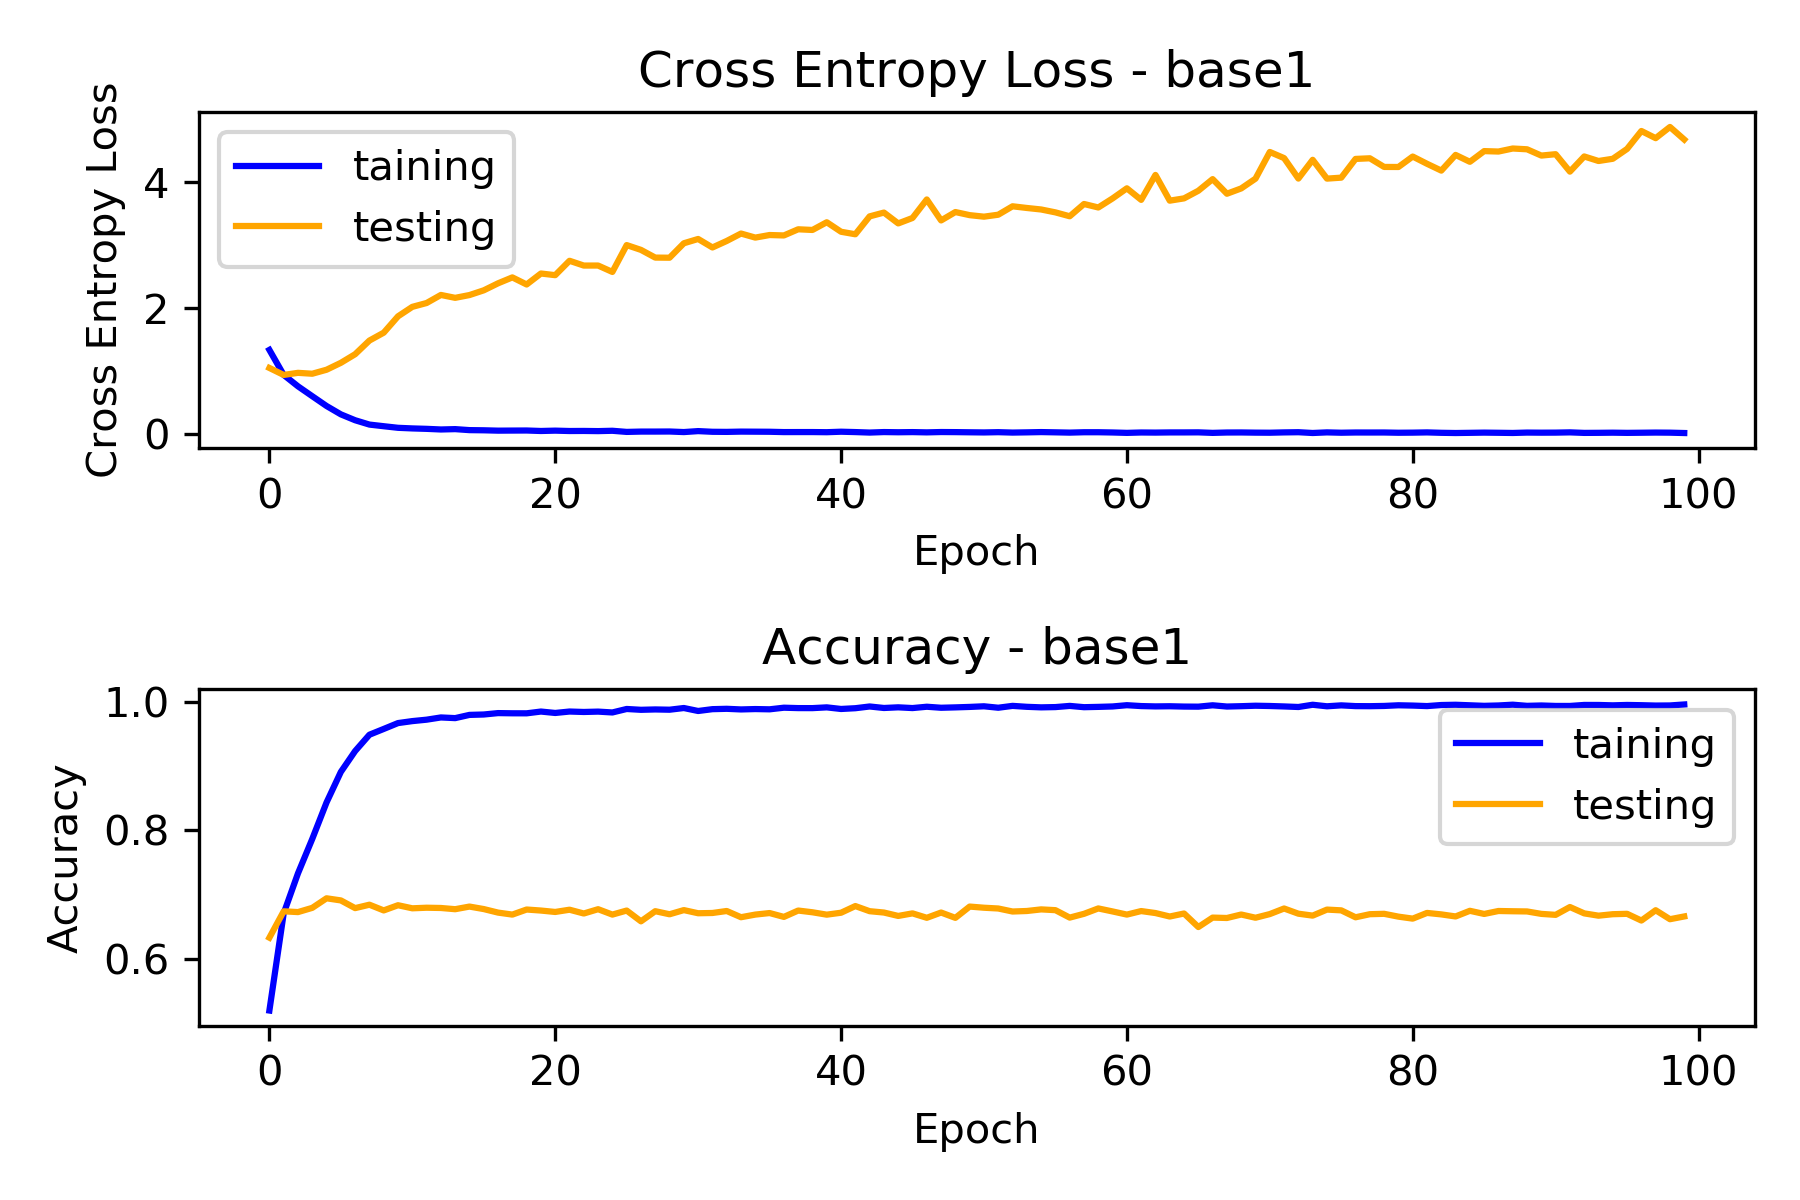 Cross Entropy Loss - base1
Cross Entropy Loss
taining
testing
4
2
0
0 20 40 60 80 100
Epoch
Accuracy - base1
Accuracy
1.0
0.8
0.6
taining
testing
0 20 40 60 80 100
Epoch